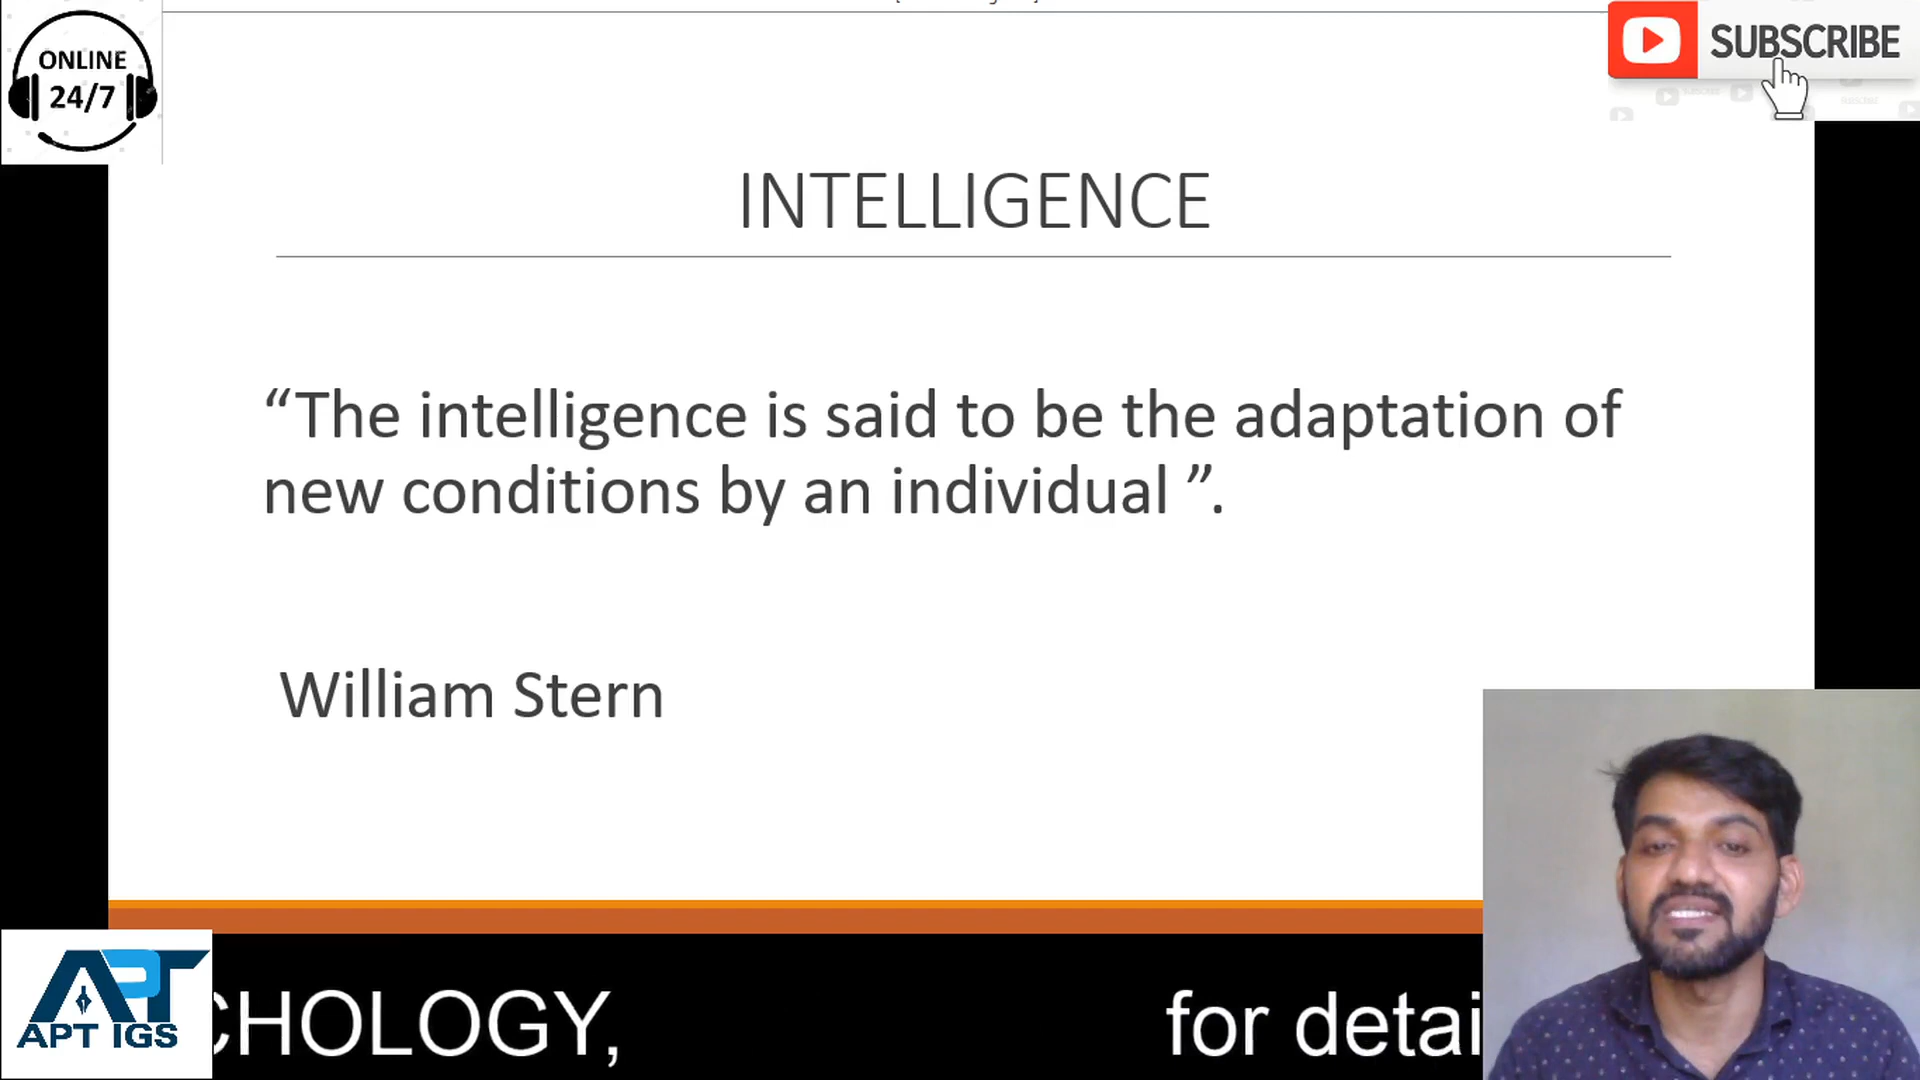 ONLINE
24/7
SUBSCRIBE
INTELLIGENCE
“The intelligence is said to be the adaptation of
new conditions by an individual ”.
William Stern
APT
APT IGS
CHOLOGY, for detai